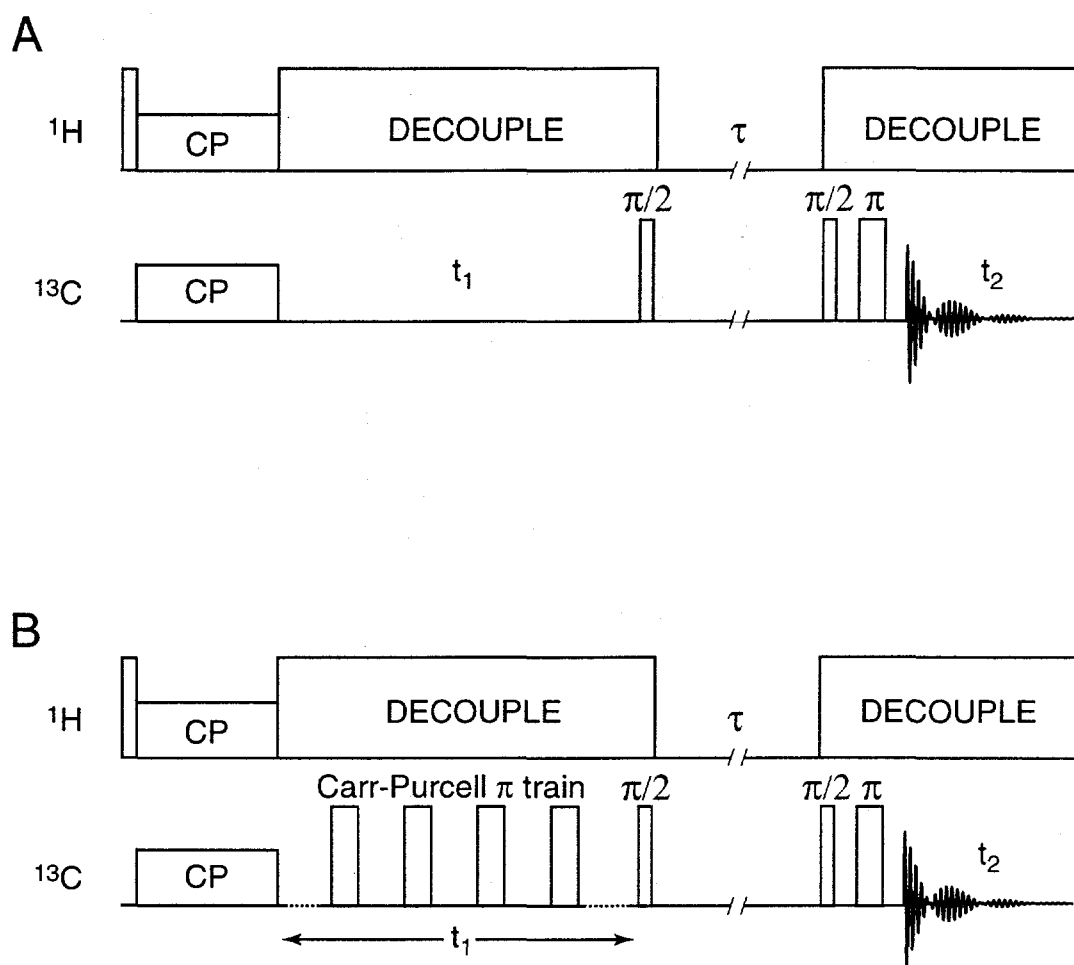 A
¹H CP DECOUPLE τ DECOUPLE
π/2 π/2 π
¹³C CP t₁ t₂
B
¹H CP DECOUPLE τ DECOUPLE
Carr-Purcell π train π/2 π/2 π
¹³C CP t₂
t₁